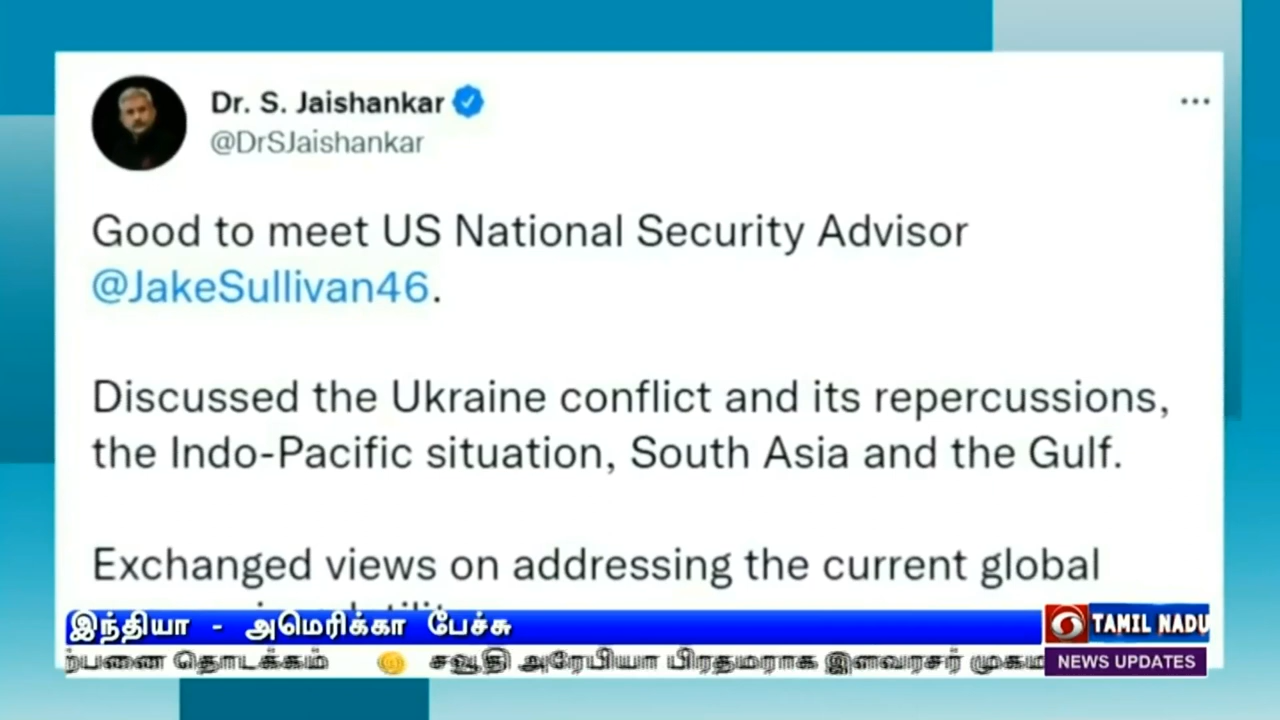 Dr. S. Jaishankar
@DrSJaishankar
Good to meet US National Security Advisor
@JakeSullivan46.
Discussed the Ukraine conflict and its repercussions,
the Indo-Pacific situation, South Asia and the Gulf.
Exchanged views on addressing the current global
இந்தியா - அமெரிக்கா பேச்சு
TAMIL NADU
தொடக்கம் சவூதி அரேபியா பிரதமராக இளவரசர்
NEWS UPDATES